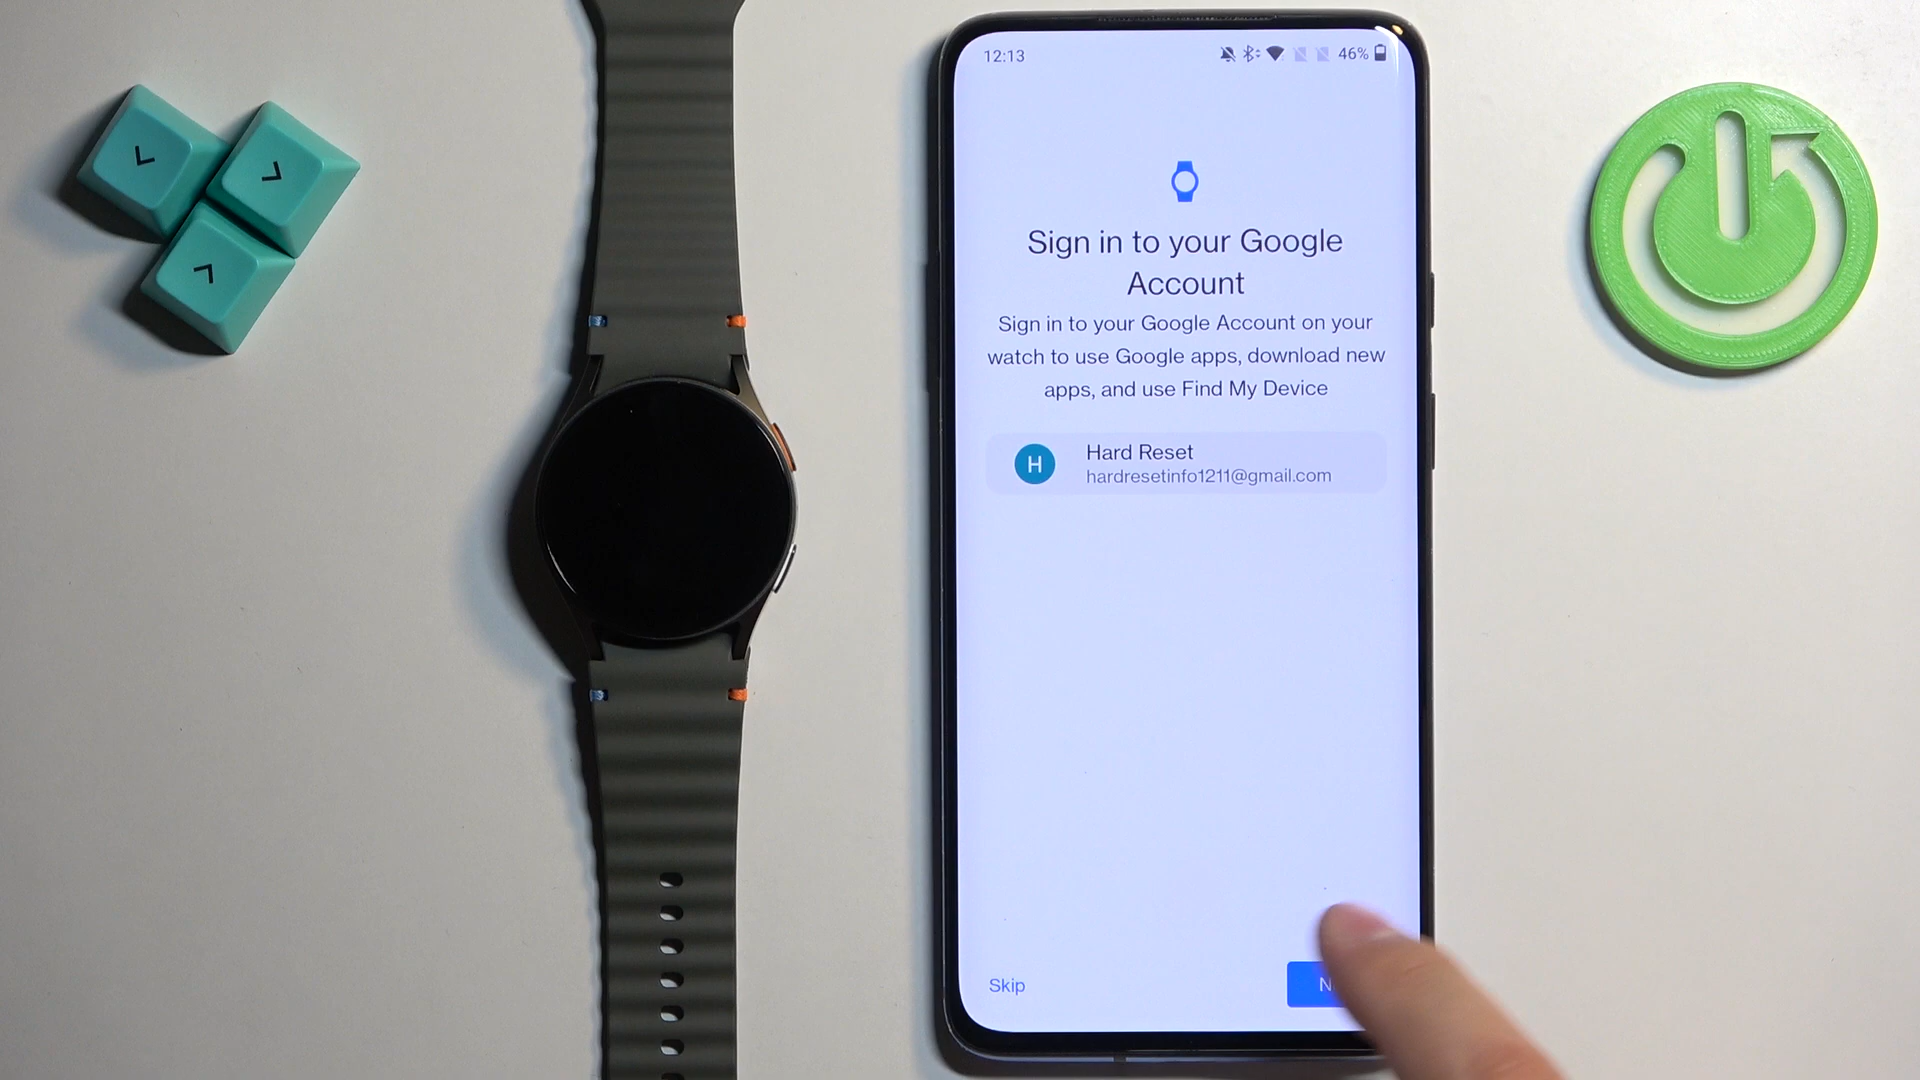 12:13
46%
Sign in to your Google
Account
Sign in to your Google Account on your
watch to use Google apps, download new
apps, and use Find My Device
H
Hard Reset
hardresetinfo1211@gmail.com
Skip